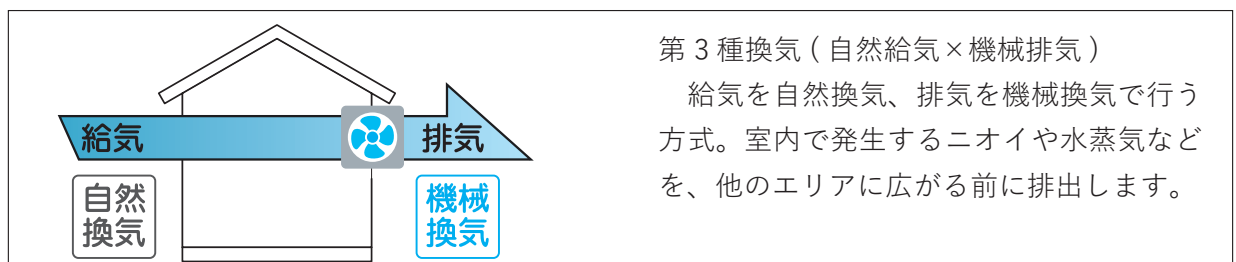 給気
排気
自然
換気
機械
換気
第3種換気(自然給気×機械排気)
　給気を自然換気、排気を機械換気で行う
方式。室内で発生するニオイや水蒸気など
を、他のエリアに広がる前に排出します。